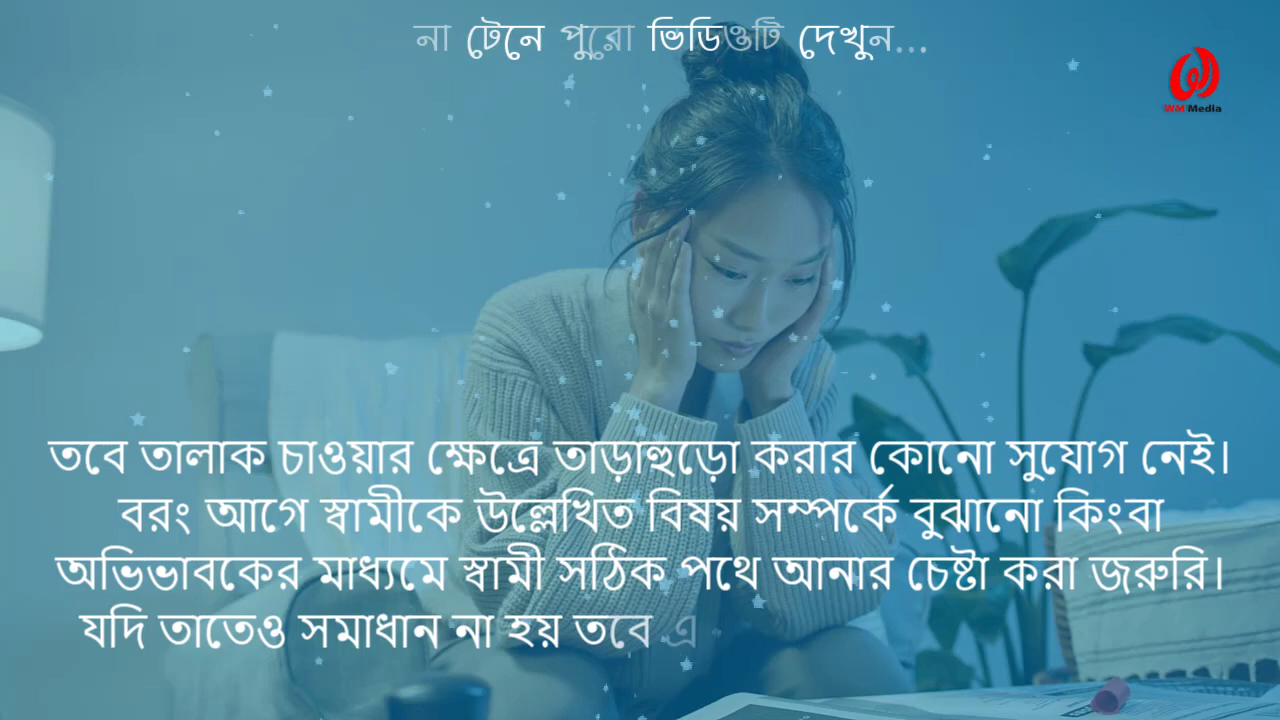 না টেনে পুরো ভিডিওটি দেখুন...
WM Media
তবে তালাক চাওয়ার ক্ষেত্রে তাড়াহুড়ো করার কোনো সুযোগ নেই।
বরং আগে স্বামীকে উল্লেখিত বিষয় সম্পর্কে বুঝানো কিংবা
অভিভাবকের মাধ্যমে স্বামী সঠিক পথে আনার চেষ্টা করা জরুরি।
যদি তাতেও সমাধান না হয় তবে এ